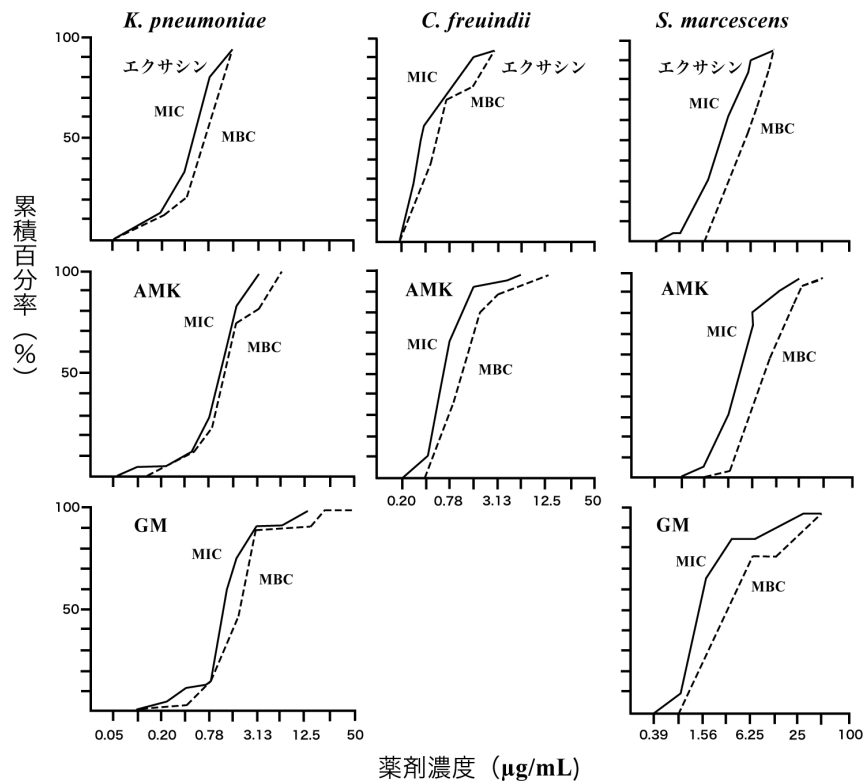 K. pneumoniae
C. freuindii
S. marcescens
累積百分率（％）
100
50
エクサシン
MIC
MBC
エクサシン
MIC
MBC
エクサシン
MIC
MBC
100
50
AMK
MIC
MBC
AMK
MIC
MBC
0.20 0.78 3.13 12.5 50
AMK
MIC
MBC
100
50
GM
MIC
MBC
0.05 0.20 0.78 3.13 12.5 50
GM
MIC
MBC
0.39 1.56 6.25 25 100
薬剤濃度（μg/mL)